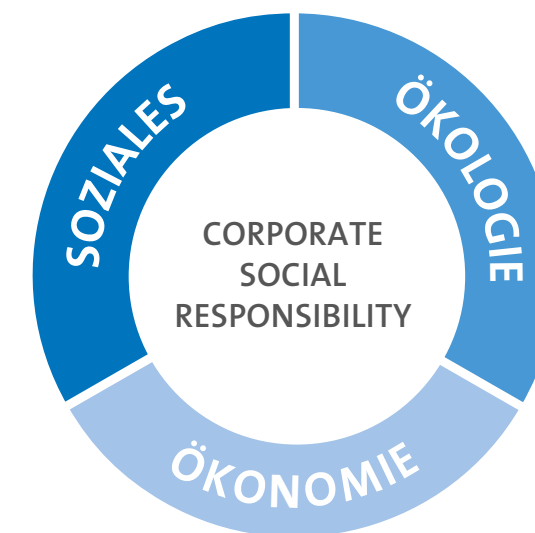 SOZIALES
ÖKOLOGIE
CORPORATE
SOCIAL
RESPONSIBILITY
ÖKONOMIE